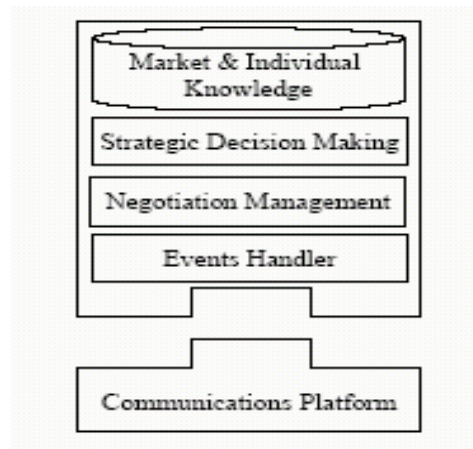 Market & Individual
Knowledge
Strategic Decision Making
Negotiation Management
Events Handler
Communications Platform